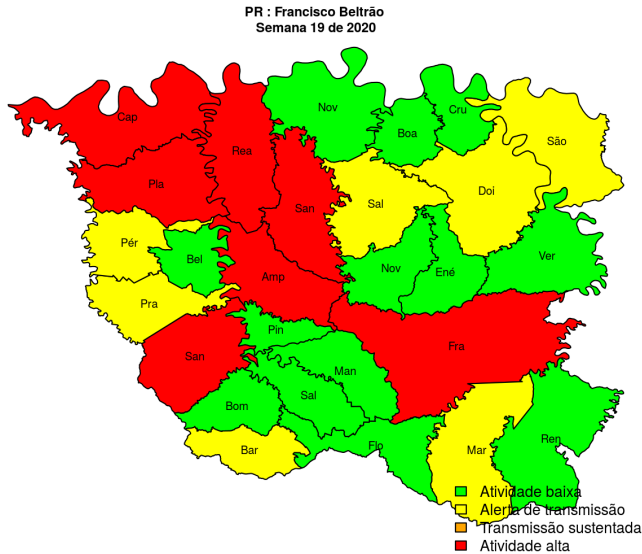 PR : Francisco Beltrão
Semana 19 de 2020
Cap
Nov
Cru
Boa
São
Rea
Pla
Doi
Sal
San
Pér
Bel
Ver
Nov
Ené
Amp
Pra
Pin
Fra
San
Man
Sal
Bom
Flo
Ren
Bar
Mar
Atividade baixa
Alerta de transmissão
Transmissão sustentada
Atividade alta